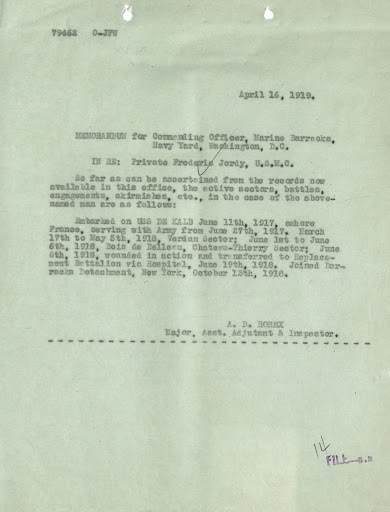 79462 O-JFW
April 16, 1919.
MEMORANDUM for Commanding Officer, Marine Barracks,
Navy Yard, Washington, D.C.
IN RE: Private Frederic Jordy, U.S.M.C.
So far as can be ascertained from the records now
available in this office, the active sectors, battles,
engagements, skirmishes, etc., in the case of the above-
named man are as follows:
Embarked on USS DE KALB June 11th, 1917, ashore
France, serving with Army from June 27th, 1917. March
17th to May 5th, 1918, Verdun Sector; June 1st to June
6th, 1918, Bois de Belleau, Chateau-Thierry Sector; June
6th, 1918, wounded in action and transferred to Replace-
ment Battalion via Hospital, June 19th, 1918. Joined Bar-
racks Detachment, New York, October 13th, 1918.
A. D. ROREX
Major, Asst. Adjutant & Inspector.
14
FILE